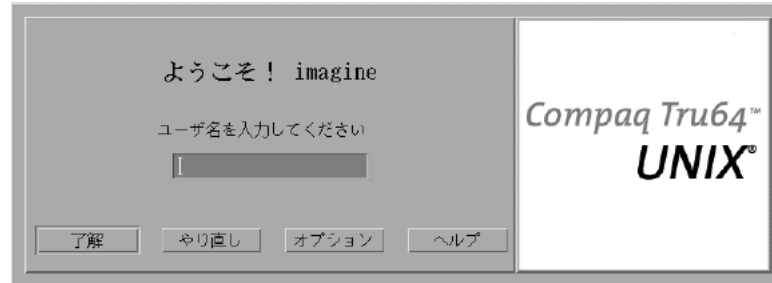 ようこそ! imagine
ユーザ名を入力してください
了解 やり直し オプション ヘルプ
Compaq Tru64™
UNIX®